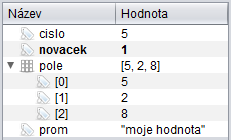 Název Hodnota
cislo 5
novacek 1
pole [5, 2, 8]
[0] 5
[1] 2
[2] 8
prom "moje hodnota"